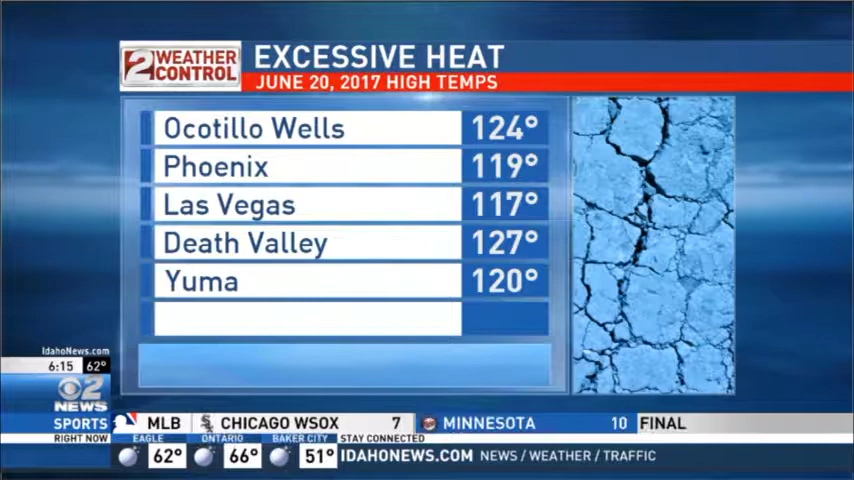 2 WEATHER CONTROL
EXCESSIVE HEAT
JUNE 20, 2017 HIGH TEMPS
Ocotillo Wells 124°
Phoenix 119°
Las Vegas 117°
Death Valley 127°
Yuma 120°
IdahoNews.com
6:15 62°
2
NEWS
SPORTS MLB CHICAGO WSOX 7 MINNESOTA 10 FINAL
RIGHT NOW EAGLE ONTARIO BAKER CITY STAY CONNECTED
62° 66° 51° IDAHONEWS.COM NEWS / WEATHER / TRAFFIC